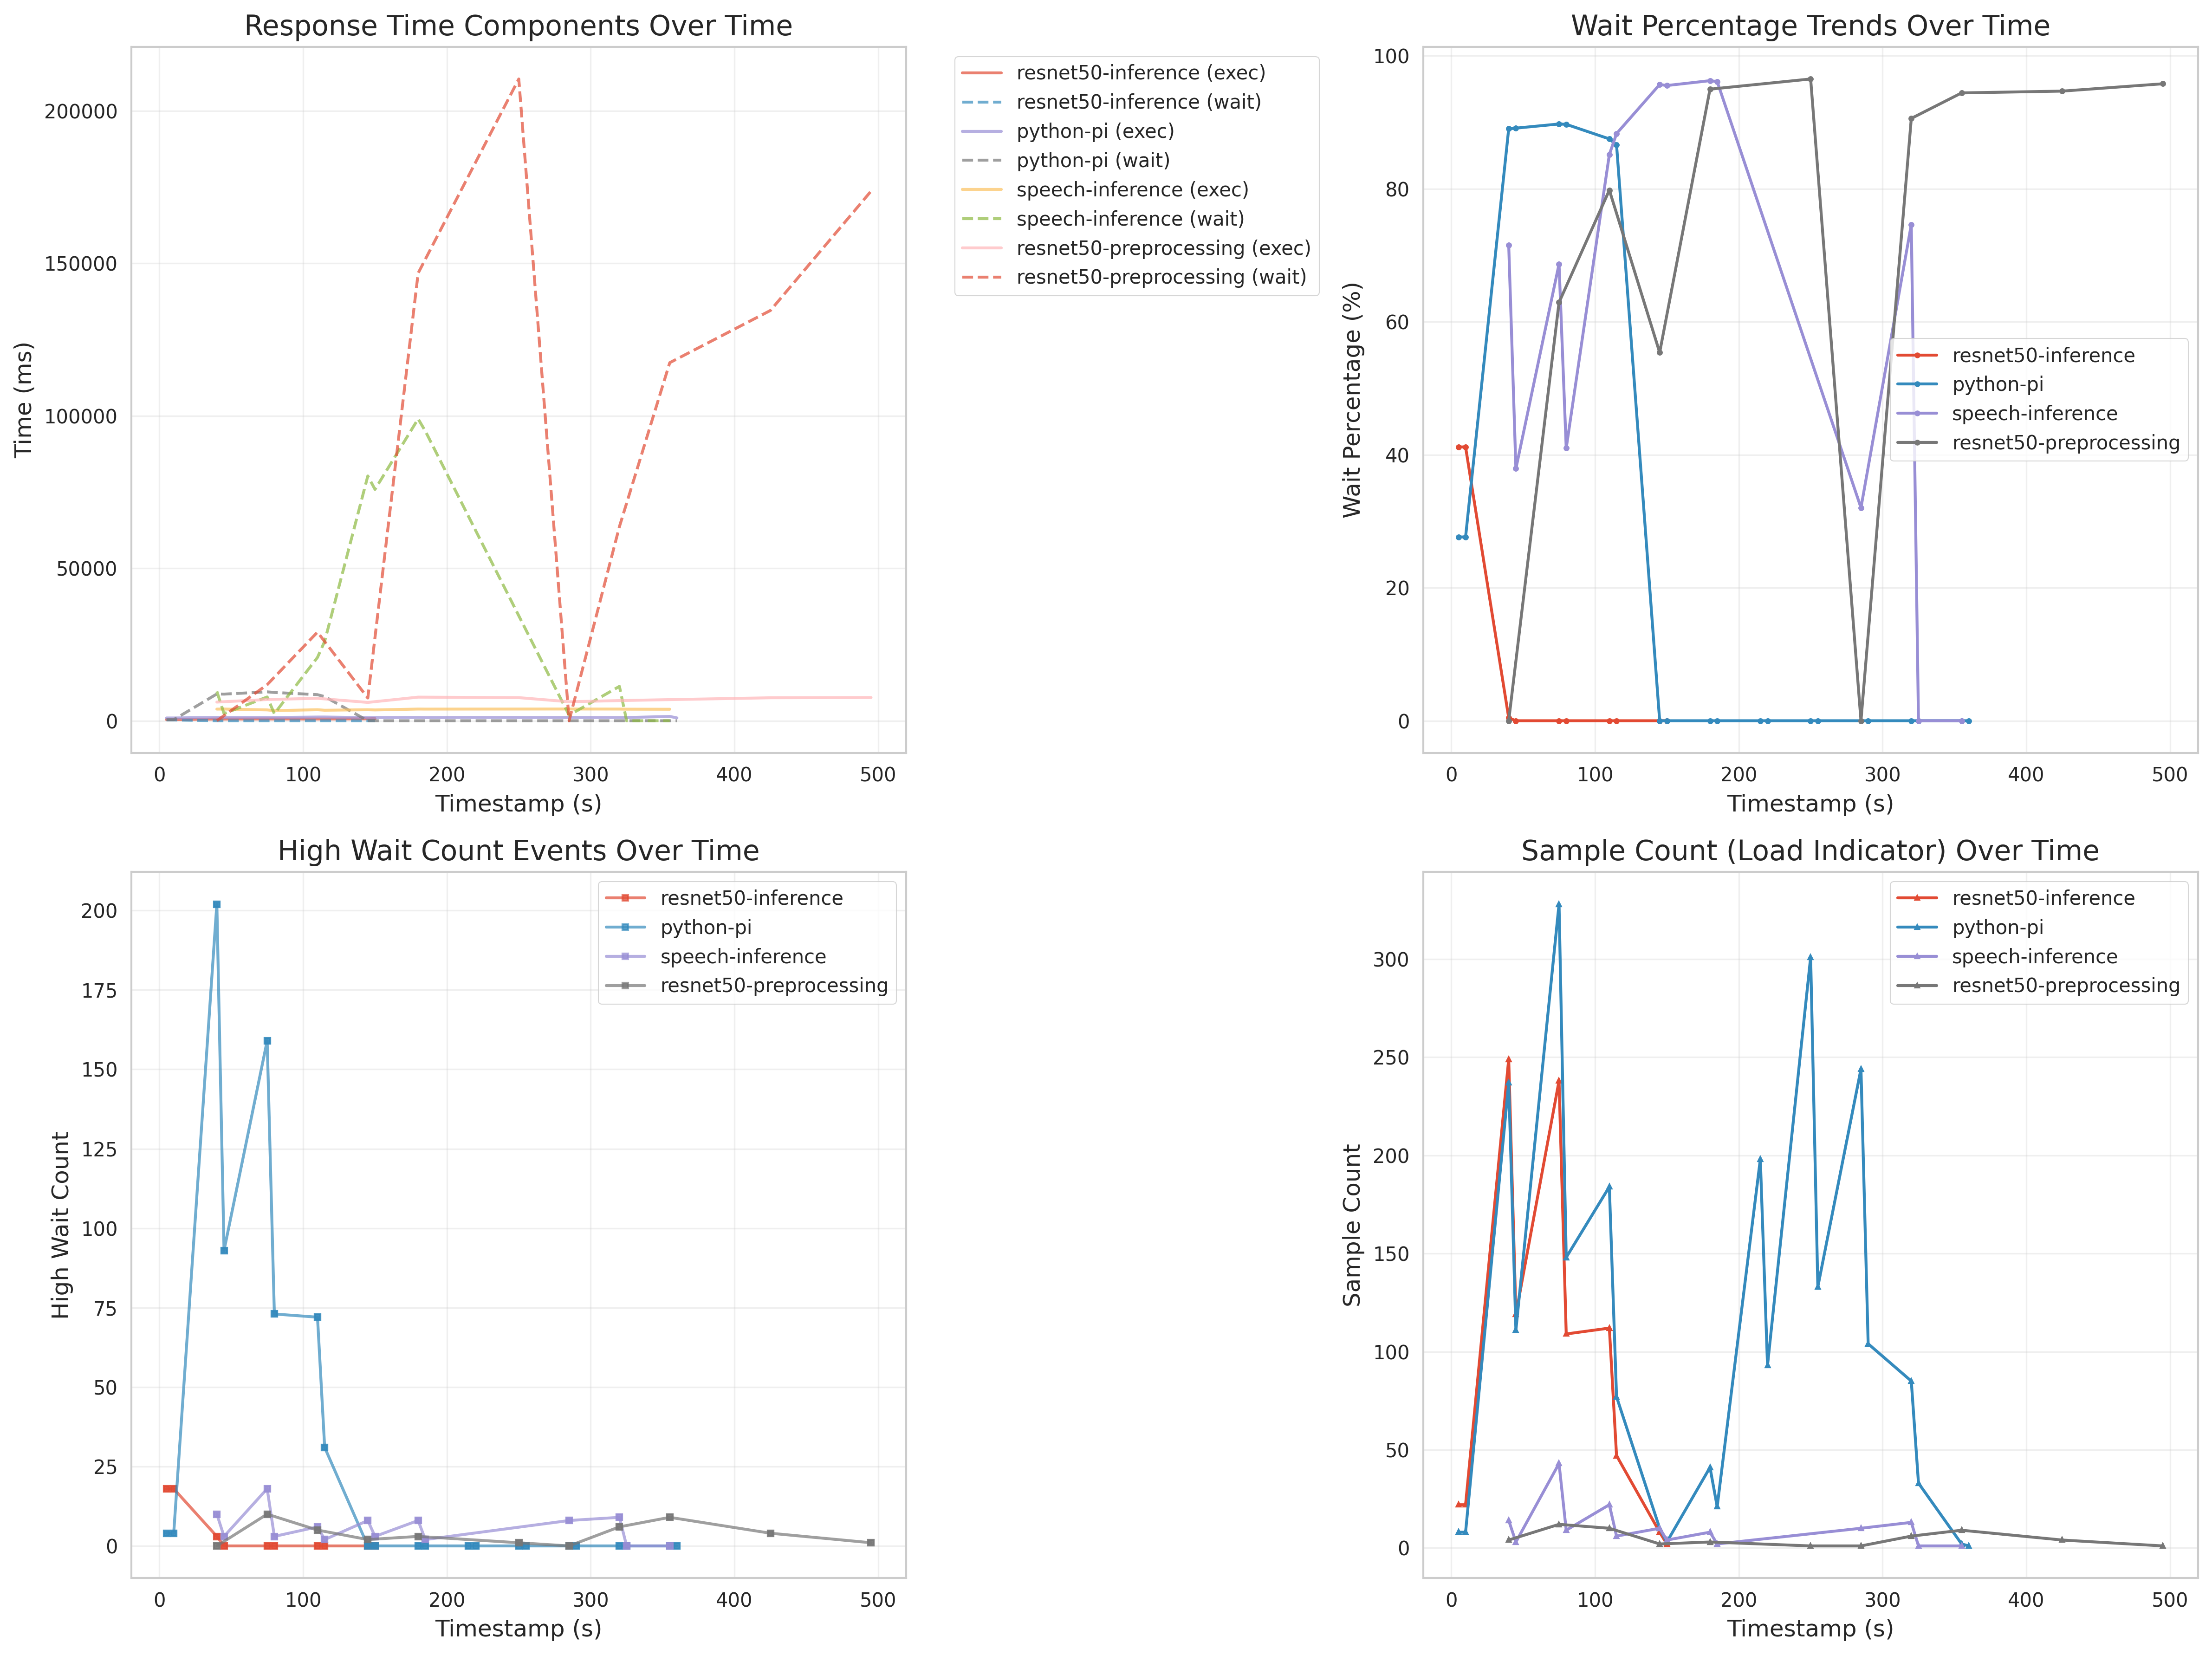 Response Time Components Over Time
Time (ms)
200000
150000
100000
50000
0
0 100 200 300 400 500
Timestamp (s)
resnet50-inference (exec)
resnet50-inference (wait)
python-pi (exec)
python-pi (wait)
speech-inference (exec)
speech-inference (wait)
resnet50-preprocessing (exec)
resnet50-preprocessing (wait)
Wait Percentage Trends Over Time
Wait Percentage (%)
100
80
60
40
20
0
0 100 200 300 400 500
Timestamp (s)
resnet50-inference
python-pi
speech-inference
resnet50-preprocessing
High Wait Count Events Over Time
High Wait Count
200
175
150
125
100
75
50
25
0
0 100 200 300 400 500
Timestamp (s)
resnet50-inference
python-pi
speech-inference
resnet50-preprocessing
Sample Count (Load Indicator) Over Time
Sample Count
300
250
200
150
100
50
0
0 100 200 300 400 500
Timestamp (s)
resnet50-inference
python-pi
speech-inference
resnet50-preprocessing